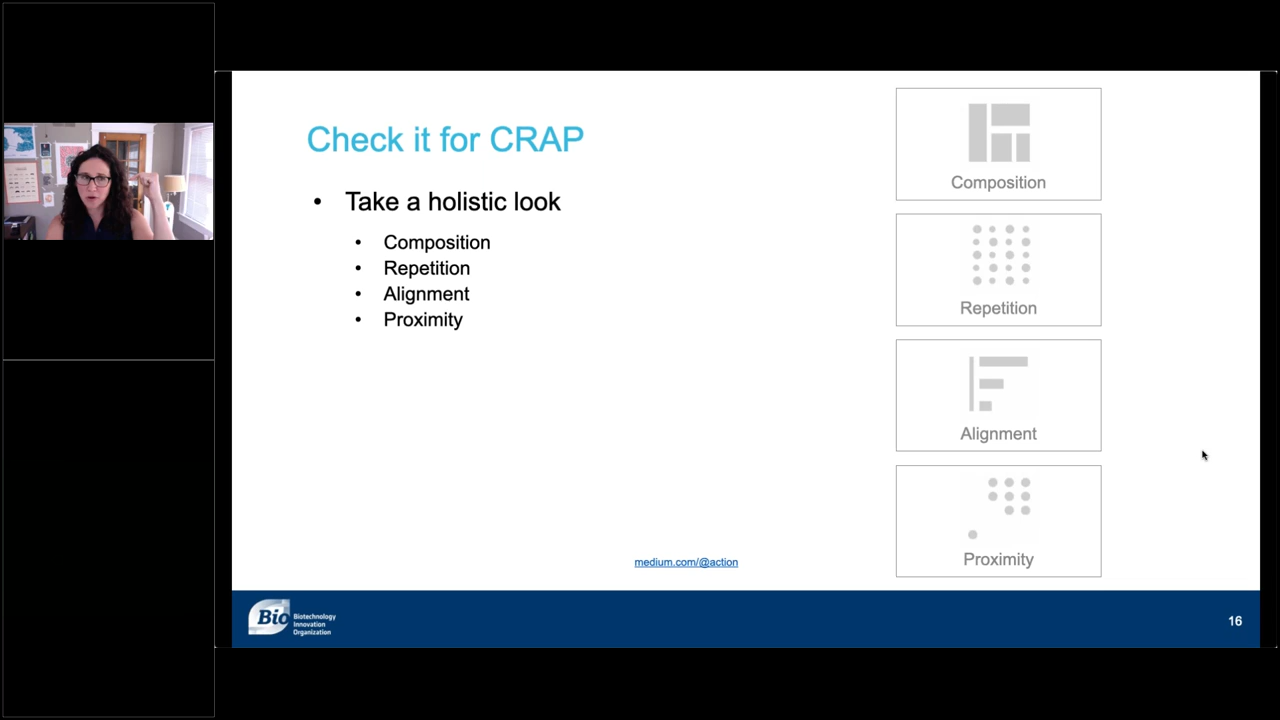 Check it for CRAP
• Take a holistic look
• Composition
• Repetition
• Alignment
• Proximity
Composition
Repetition
Alignment
Proximity
medium.com/@action
Bio
Biotechnology
Innovation
Organization
16